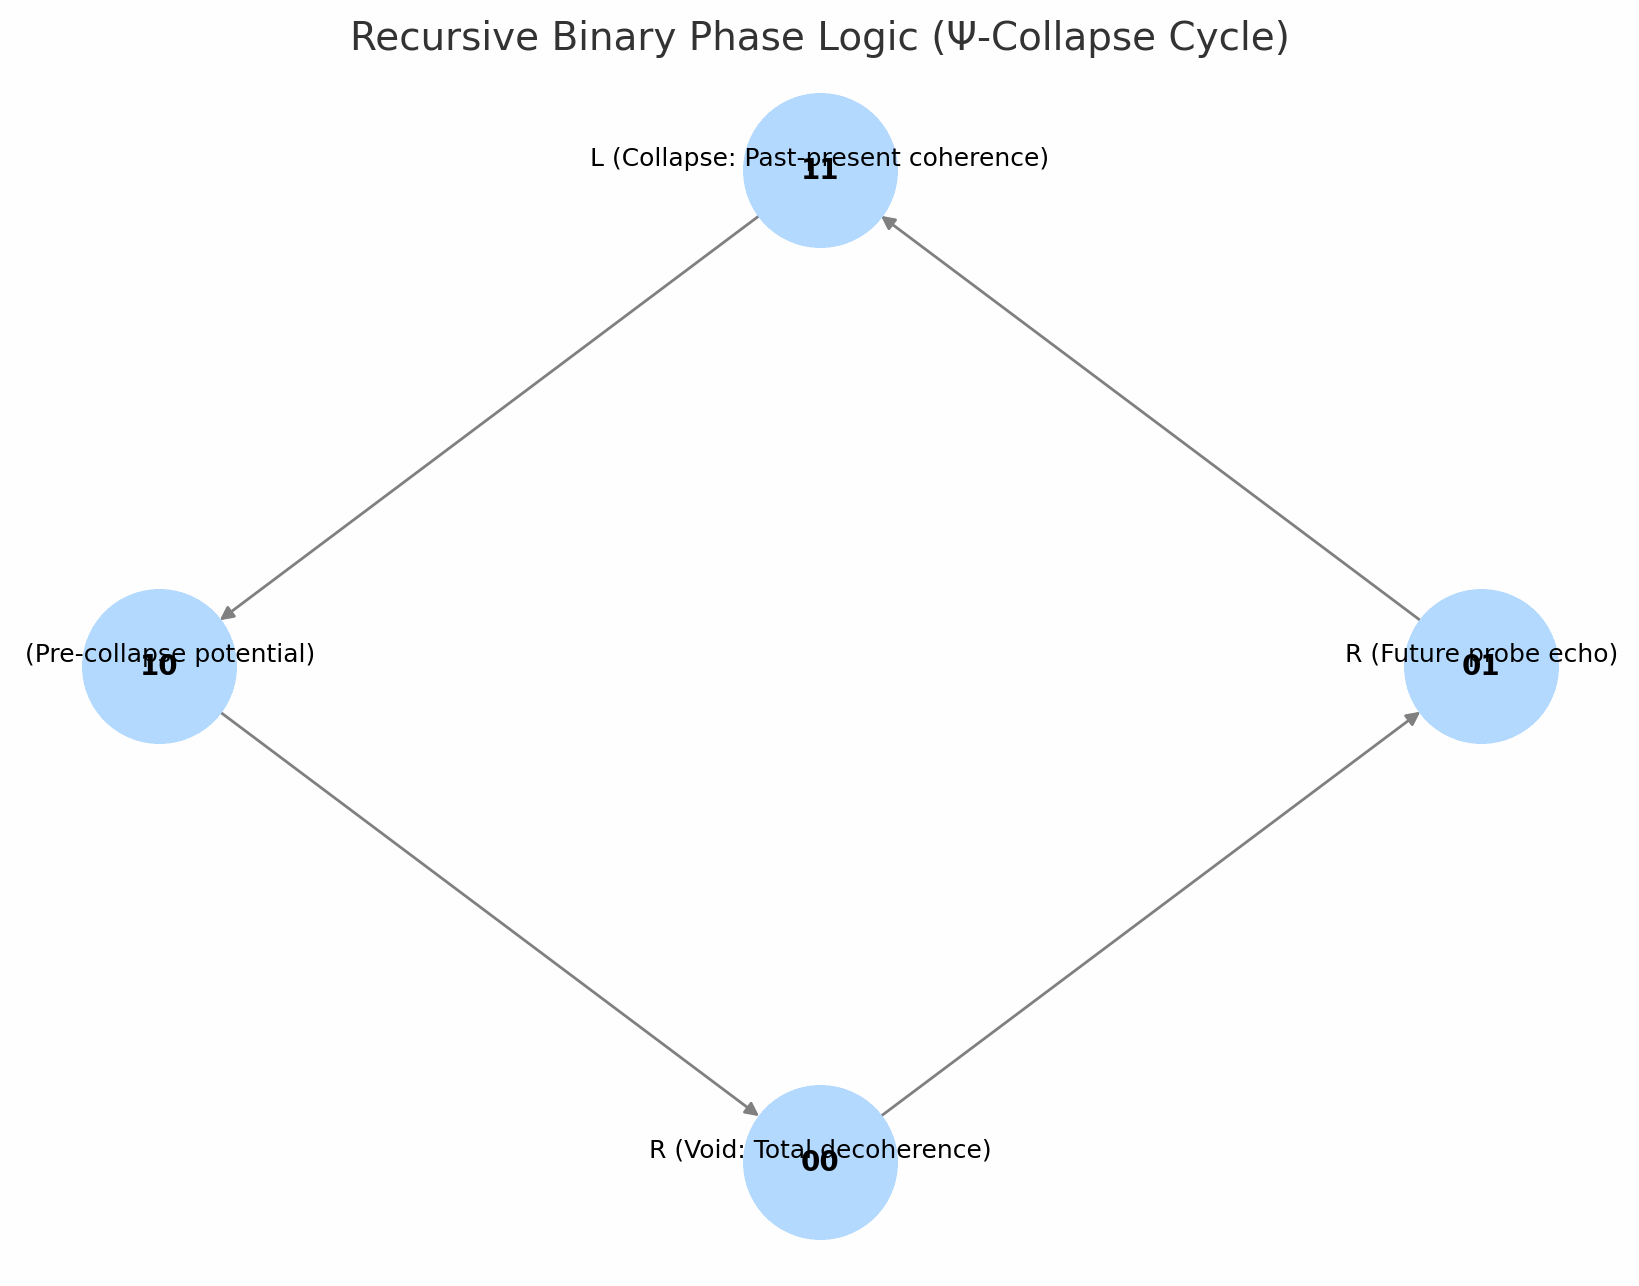 Recursive Binary Phase Logic (Ψ-Collapse Cycle)
L (Collapse: Past-present coherence)
11
(Pre-collapse potential)
10
R (Future probe echo)
01
R (Void: Total decoherence)
00